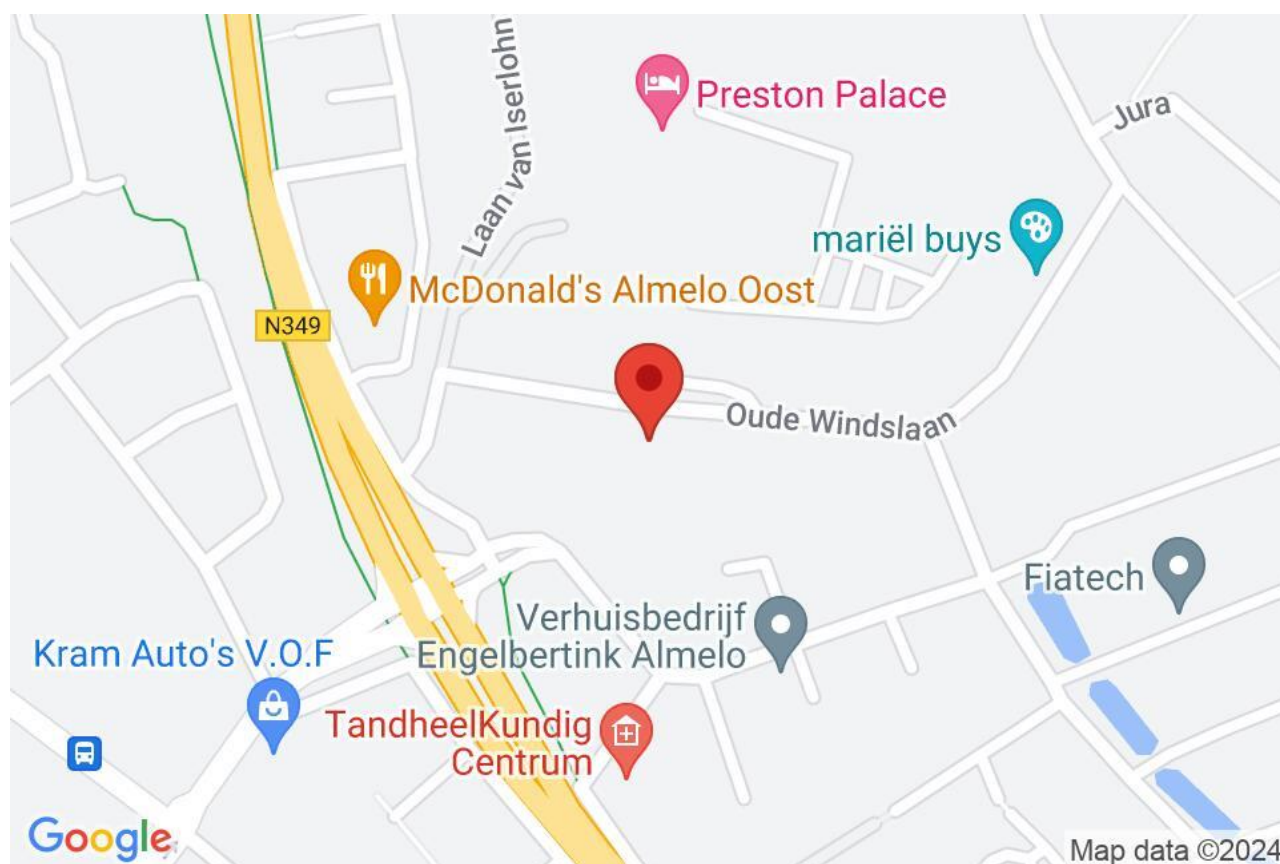 Preston Palace
Jura
Laan van Iserlohn
mariël buys
McDonald's Almelo Oost
N349
Oude Windslaan
Fiatech
Verhuisbedrijf
Engelbertink Almelo
Kram Auto's V.O.F
TandheelKundig
Centrum
Google
Map data ©2024